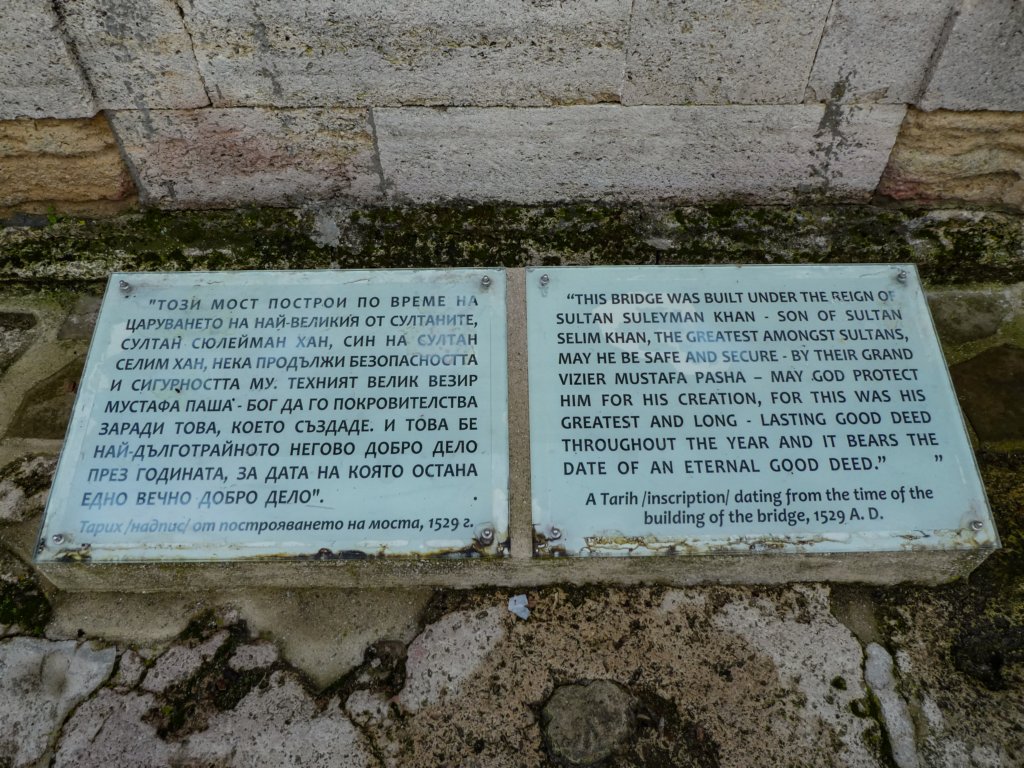 "ТОЗИ МОСТ ПОСТРОИ ПО ВРЕМЕ НА
ЦАРУВАНЕТО НА НАЙ-ВЕЛИКИЯ ОТ СУЛТАНИТЕ,
СУЛТАН СЮЛЕЙМАН ХАН, СИН НА СУЛТАН
СЕЛИМ ХАН, НЕКА ПРОДЪЛЖИ БЕЗОПАСНОСТТА
И СИГУРНОСТТА МУ. ТЕХНИЯТ ВЕЛИК ВЕЗИР
МУСТАФА ПАША - БОГ ДА ГО ПОКРОВИТЕЛСТВА
ЗАРАДИ ТОВА, КОЕТО СЪЗДАДЕ. И ТОВА БЕ
НАЙ-ДЪЛГОТРАЙНОТО НЕГОВО ДОБРО ДЕЛО
ПРЕЗ ГОДИНАТА, ЗА ДАТА НА КОЯТО ОСТАНА
ЕДНО ВЕЧНО ДОБРО ДЕЛО".
Тарих /надпис/ от построяването на моста, 1529 г.
"THIS BRIDGE WAS BUILT UNDER THE REIGN OF
SULTAN SULEYMAN KHAN - SON OF SULTAN
SELIM KHAN, THE GREATEST AMONGST SULTANS,
MAY HE BE SAFE AND SECURE - BY THEIR GRAND
VIZIER MUSTAFA PASHA – MAY GOD PROTECT
HIM FOR HIS CREATION, FOR THIS WAS HIS
GREATEST AND LONG - LASTING GOOD DEED
THROUGHOUT THE YEAR AND IT BEARS THE
DATE OF AN ETERNAL GOOD DEED." "
A Tarih /inscription/ dating from the time of the
building of the bridge, 1529 A. D.